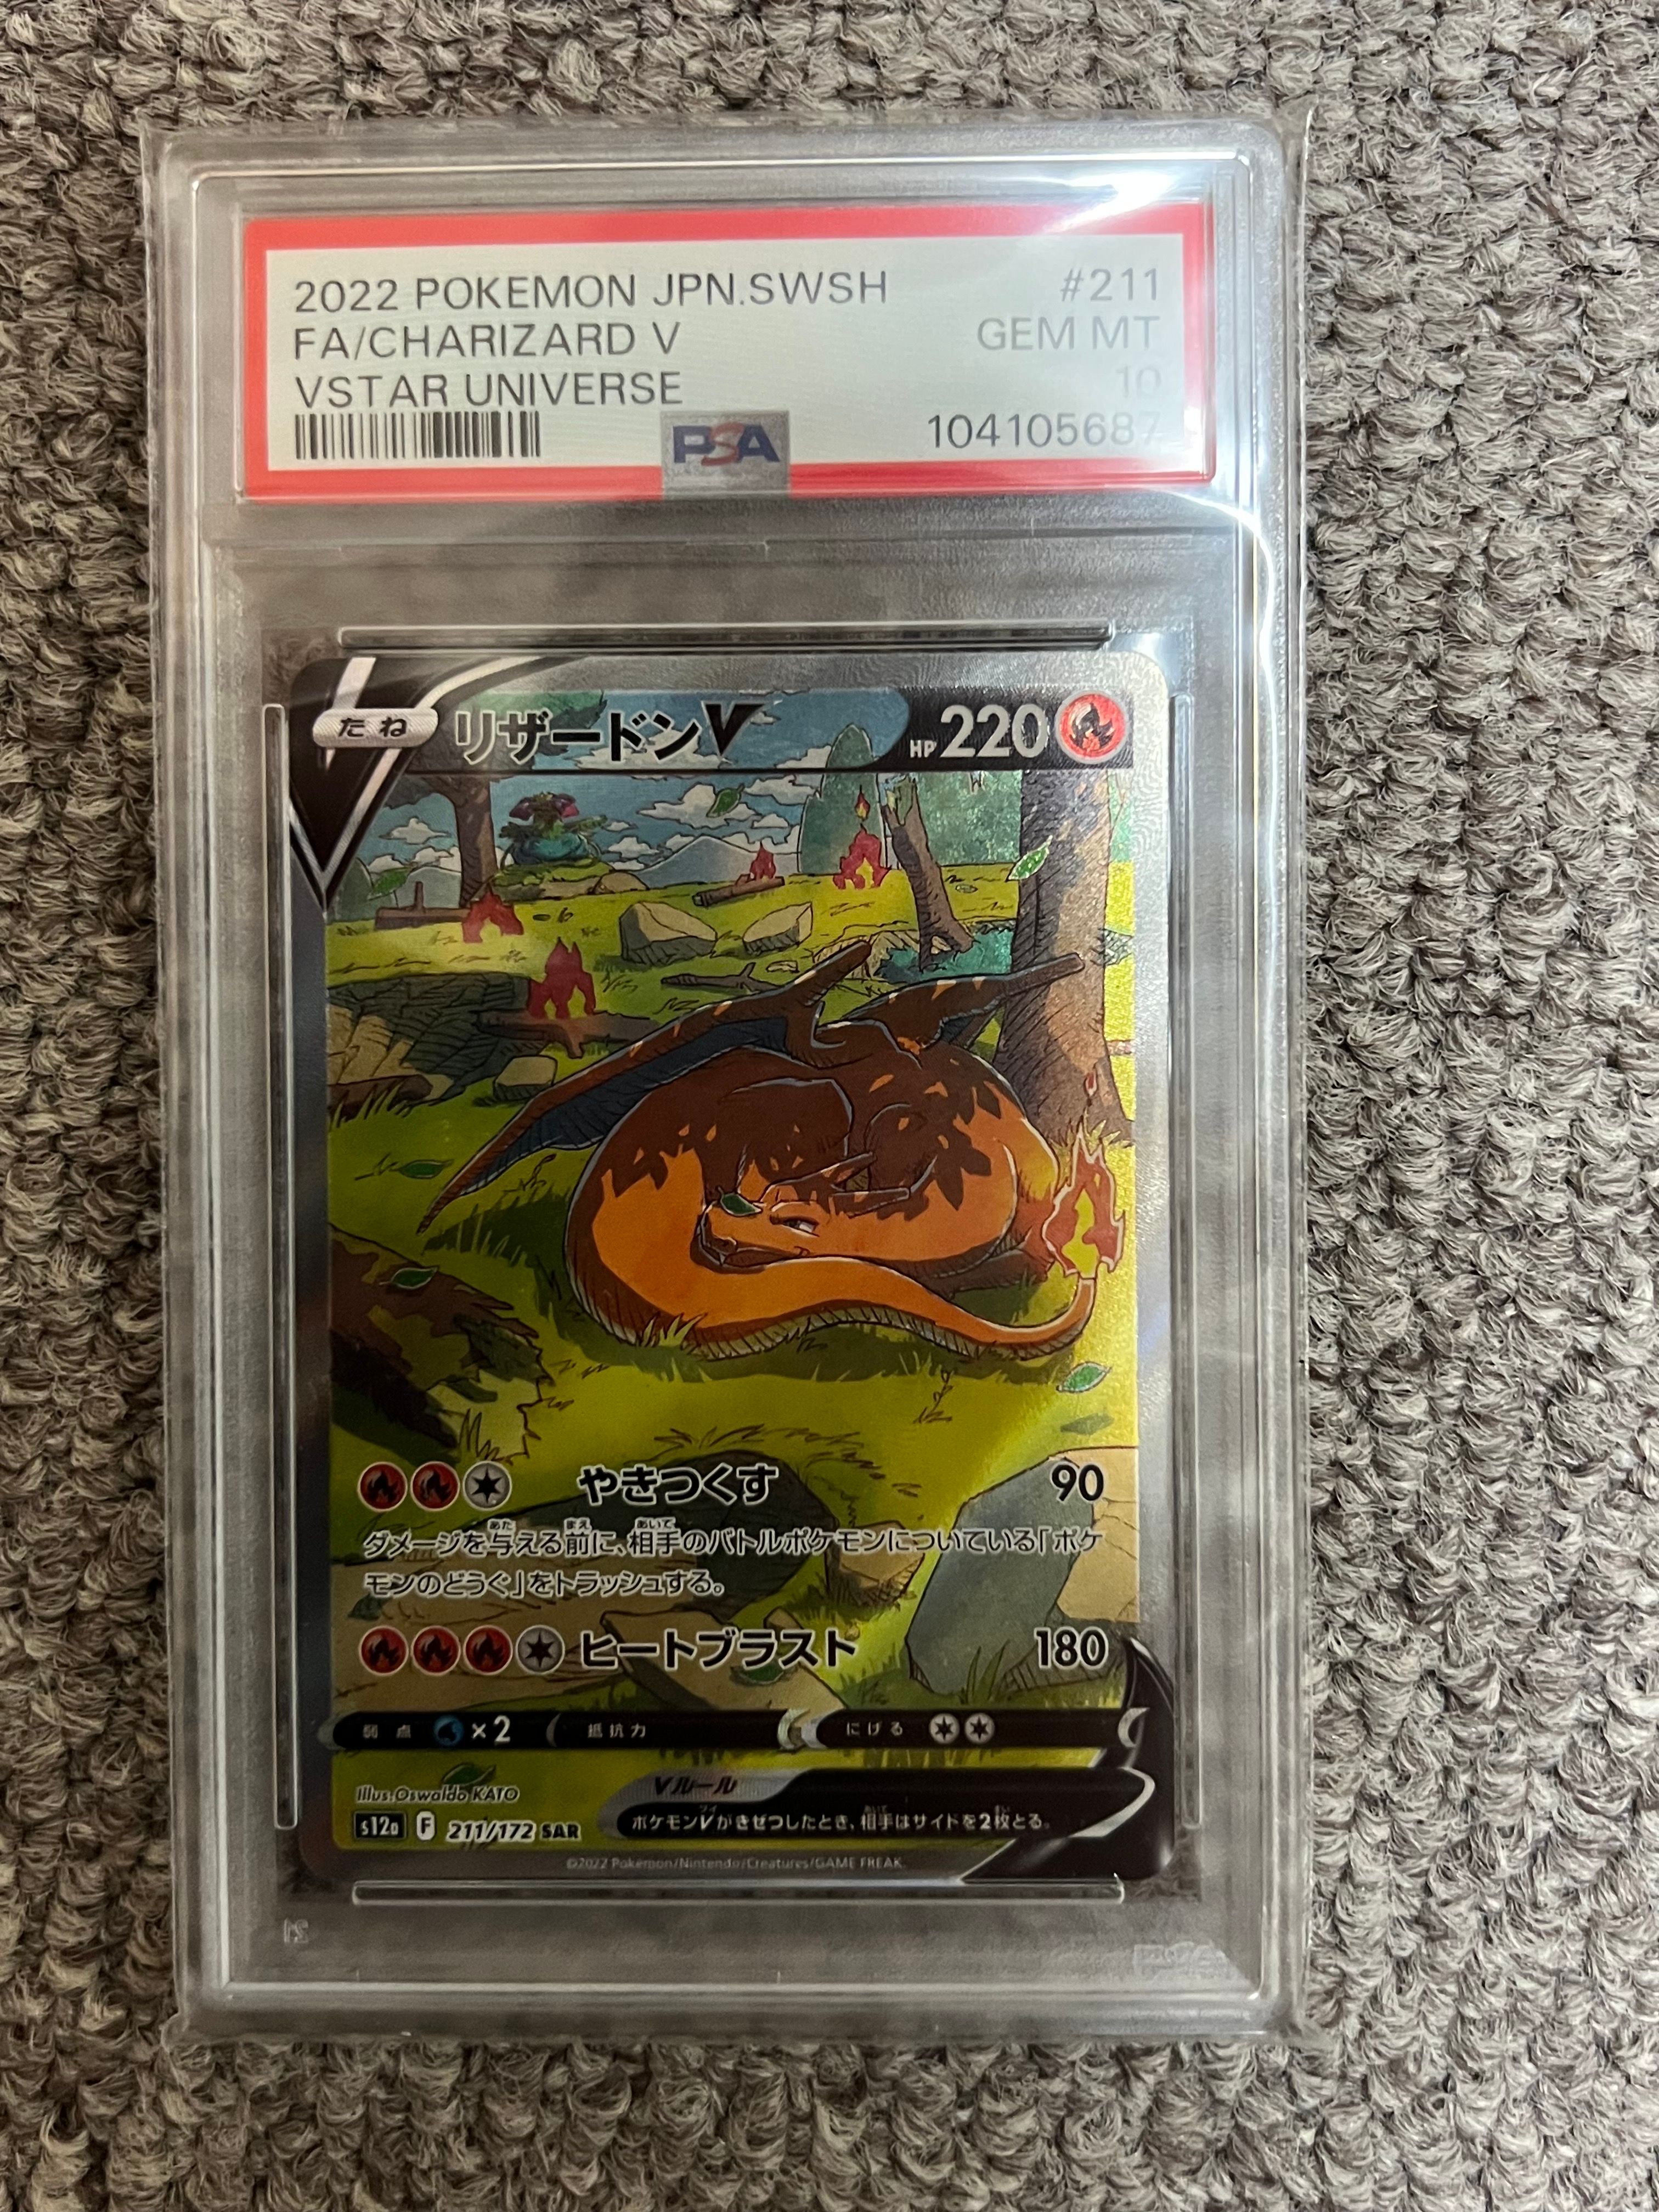 2022 POKEMON JPN.SWSH #211
FA/CHARIZARD V GEM MT
VSTAR UNIVERSE 10
PSA 104105687
たね リザードンV HP 220
やきつくす 90
ダメージを与える前に、相手のバトルポケモンについている「ポケ
モンのどうぐ」をトラッシュする。
ヒートブラスト 180
弱点 ×2 抵抗力 にげる
Illus.Oswaldo KATO
Vルール
ポケモンVがきぜつしたとき、相手はサイドを2枚とる。
s12a F 211/172 SAR
©2022 Pokémon/Nintendo/Creatures/GAME FREAK.